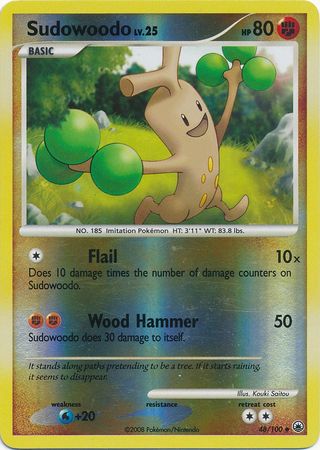 Sudowoodo LV.25 HP 80
BASIC
NO. 185 Imitation Pokémon HT: 3'11" WT: 83.8 lbs.
Flail 10×
Does 10 damage times the number of damage counters on
Sudowoodo.
Wood Hammer 50
Sudowoodo does 30 damage to itself.
It stands along paths pretending to be a tree. If it starts raining,
it seems to disappear.
Illus. Kouki Saitou
weakness resistance retreat cost
+20
©2008 Pokémon/Nintendo 48/100